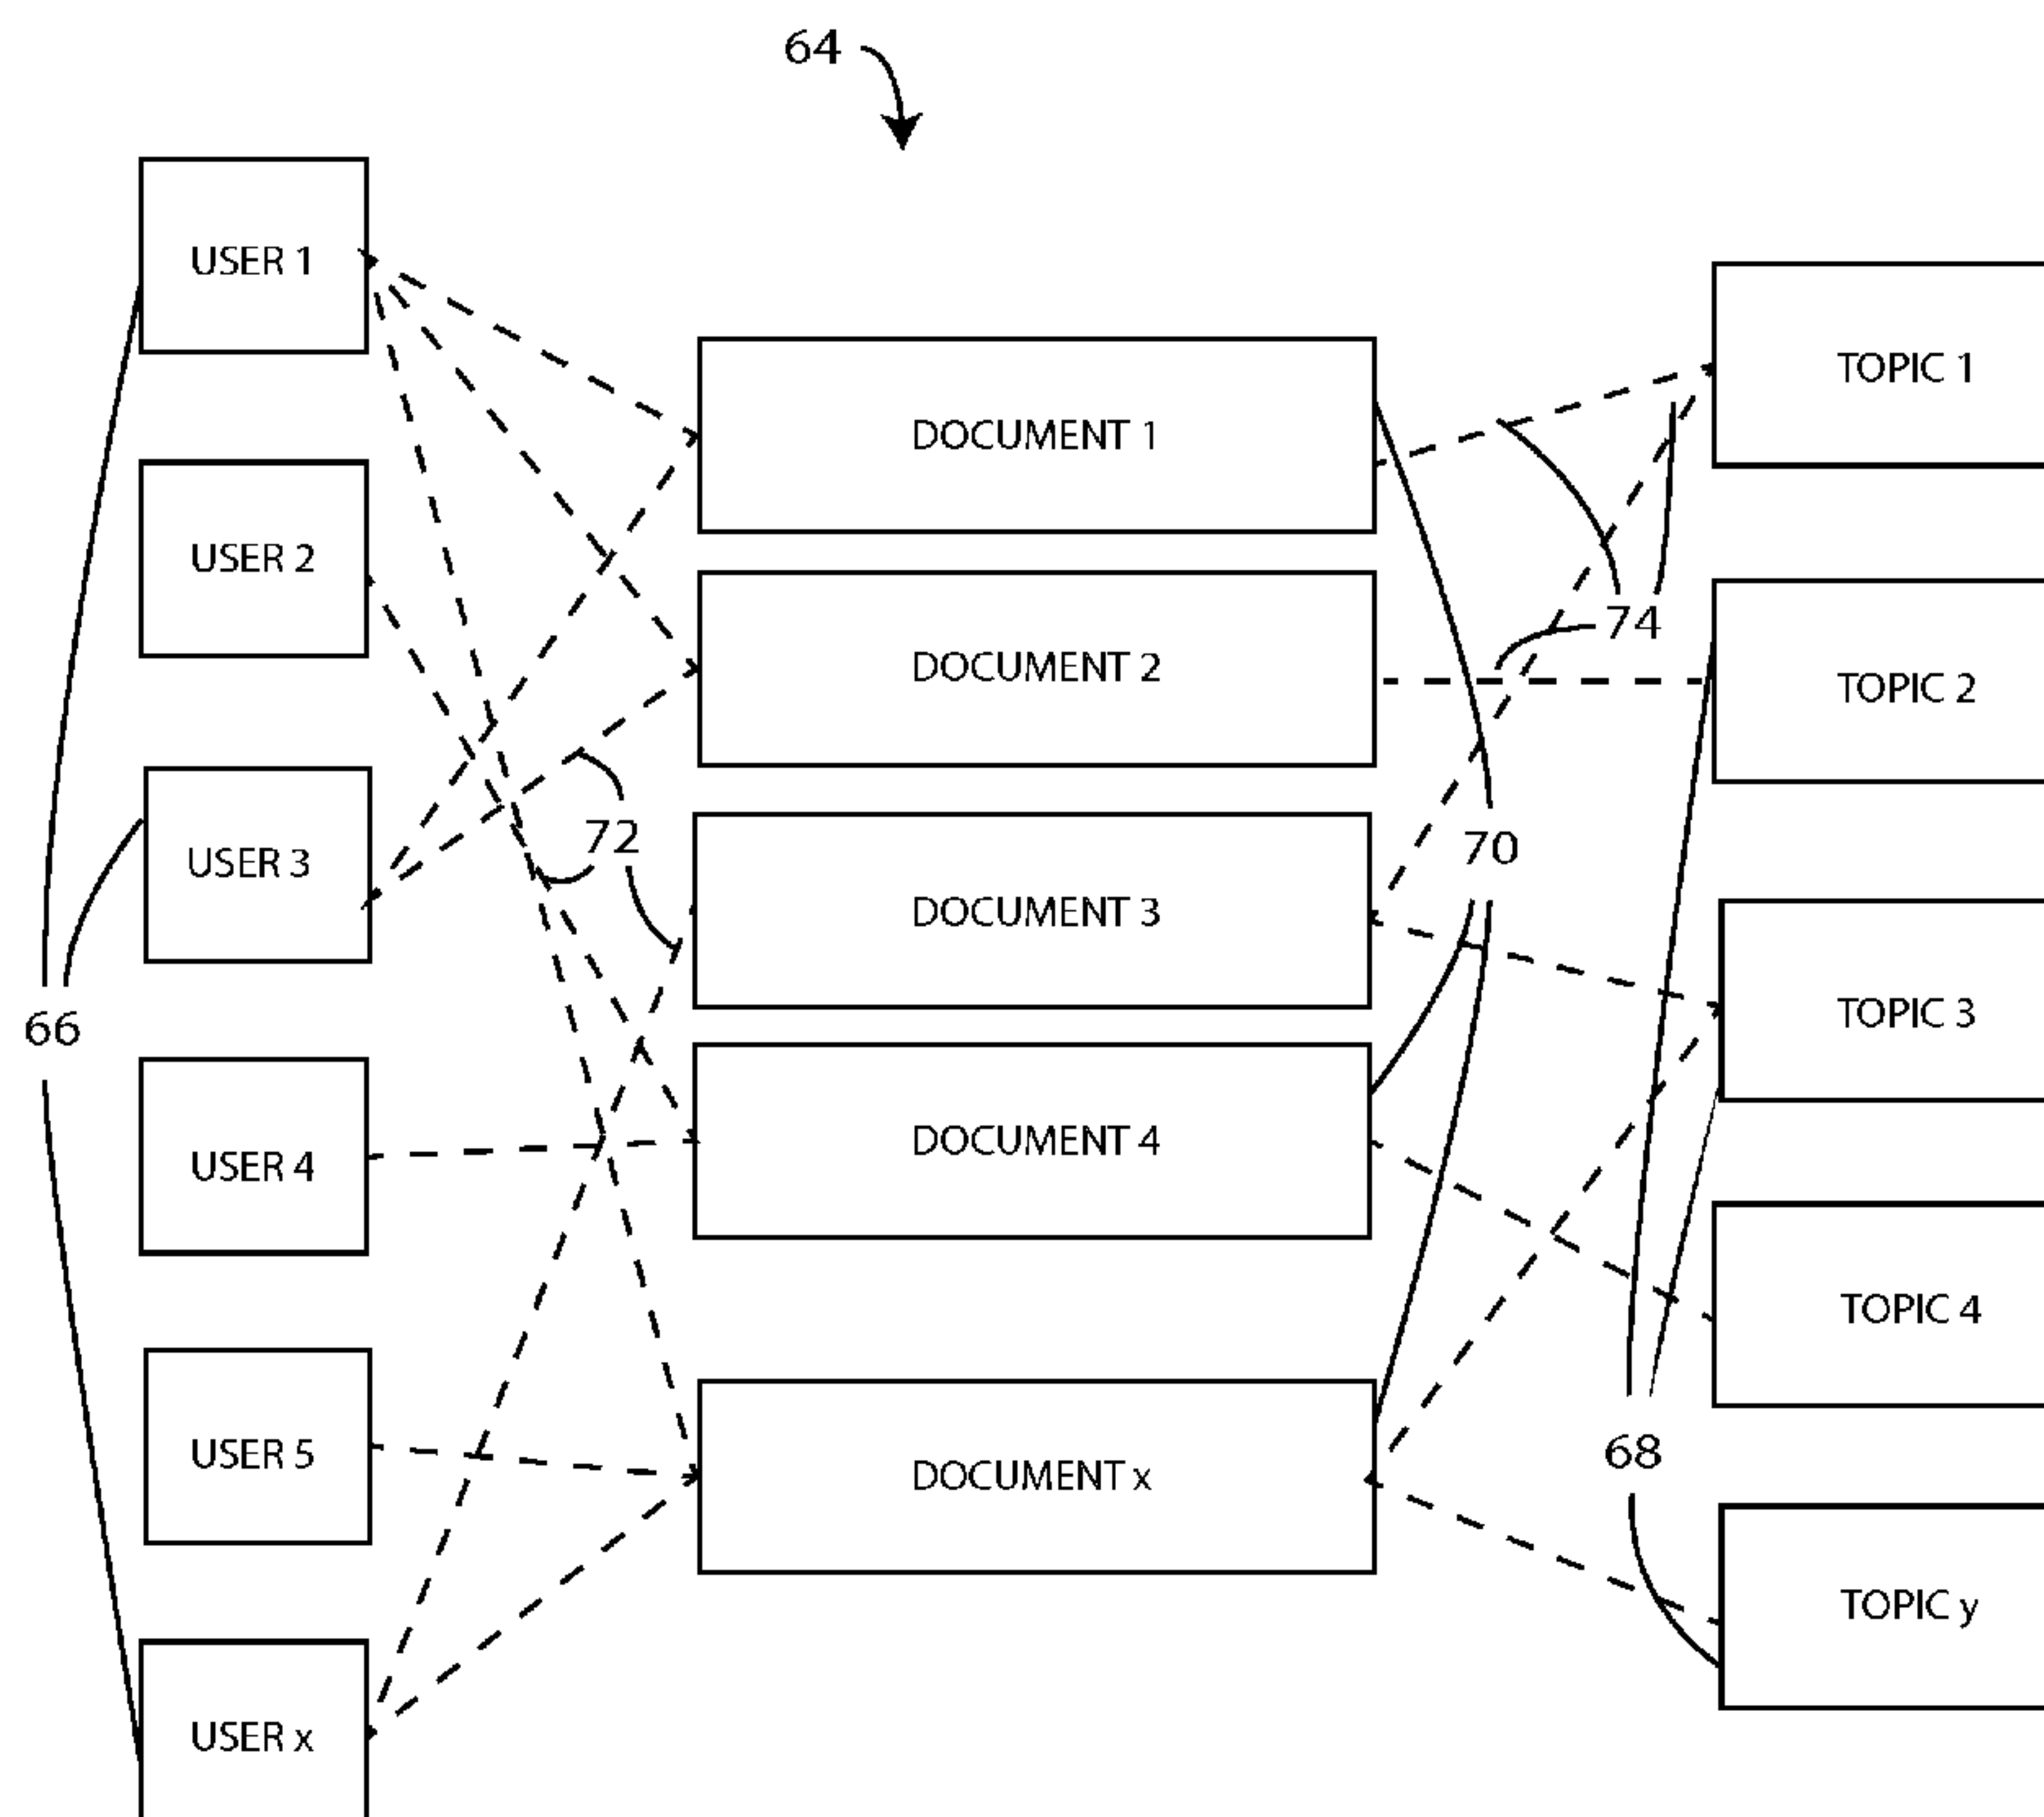 64
USER 1
USER 2
USER 3
USER 4
USER 5
USER x
66
DOCUMENT 1
DOCUMENT 2
DOCUMENT 3
DOCUMENT 4
DOCUMENT x
72
70
74
68
TOPIC 1
TOPIC 2
TOPIC 3
TOPIC 4
TOPIC y